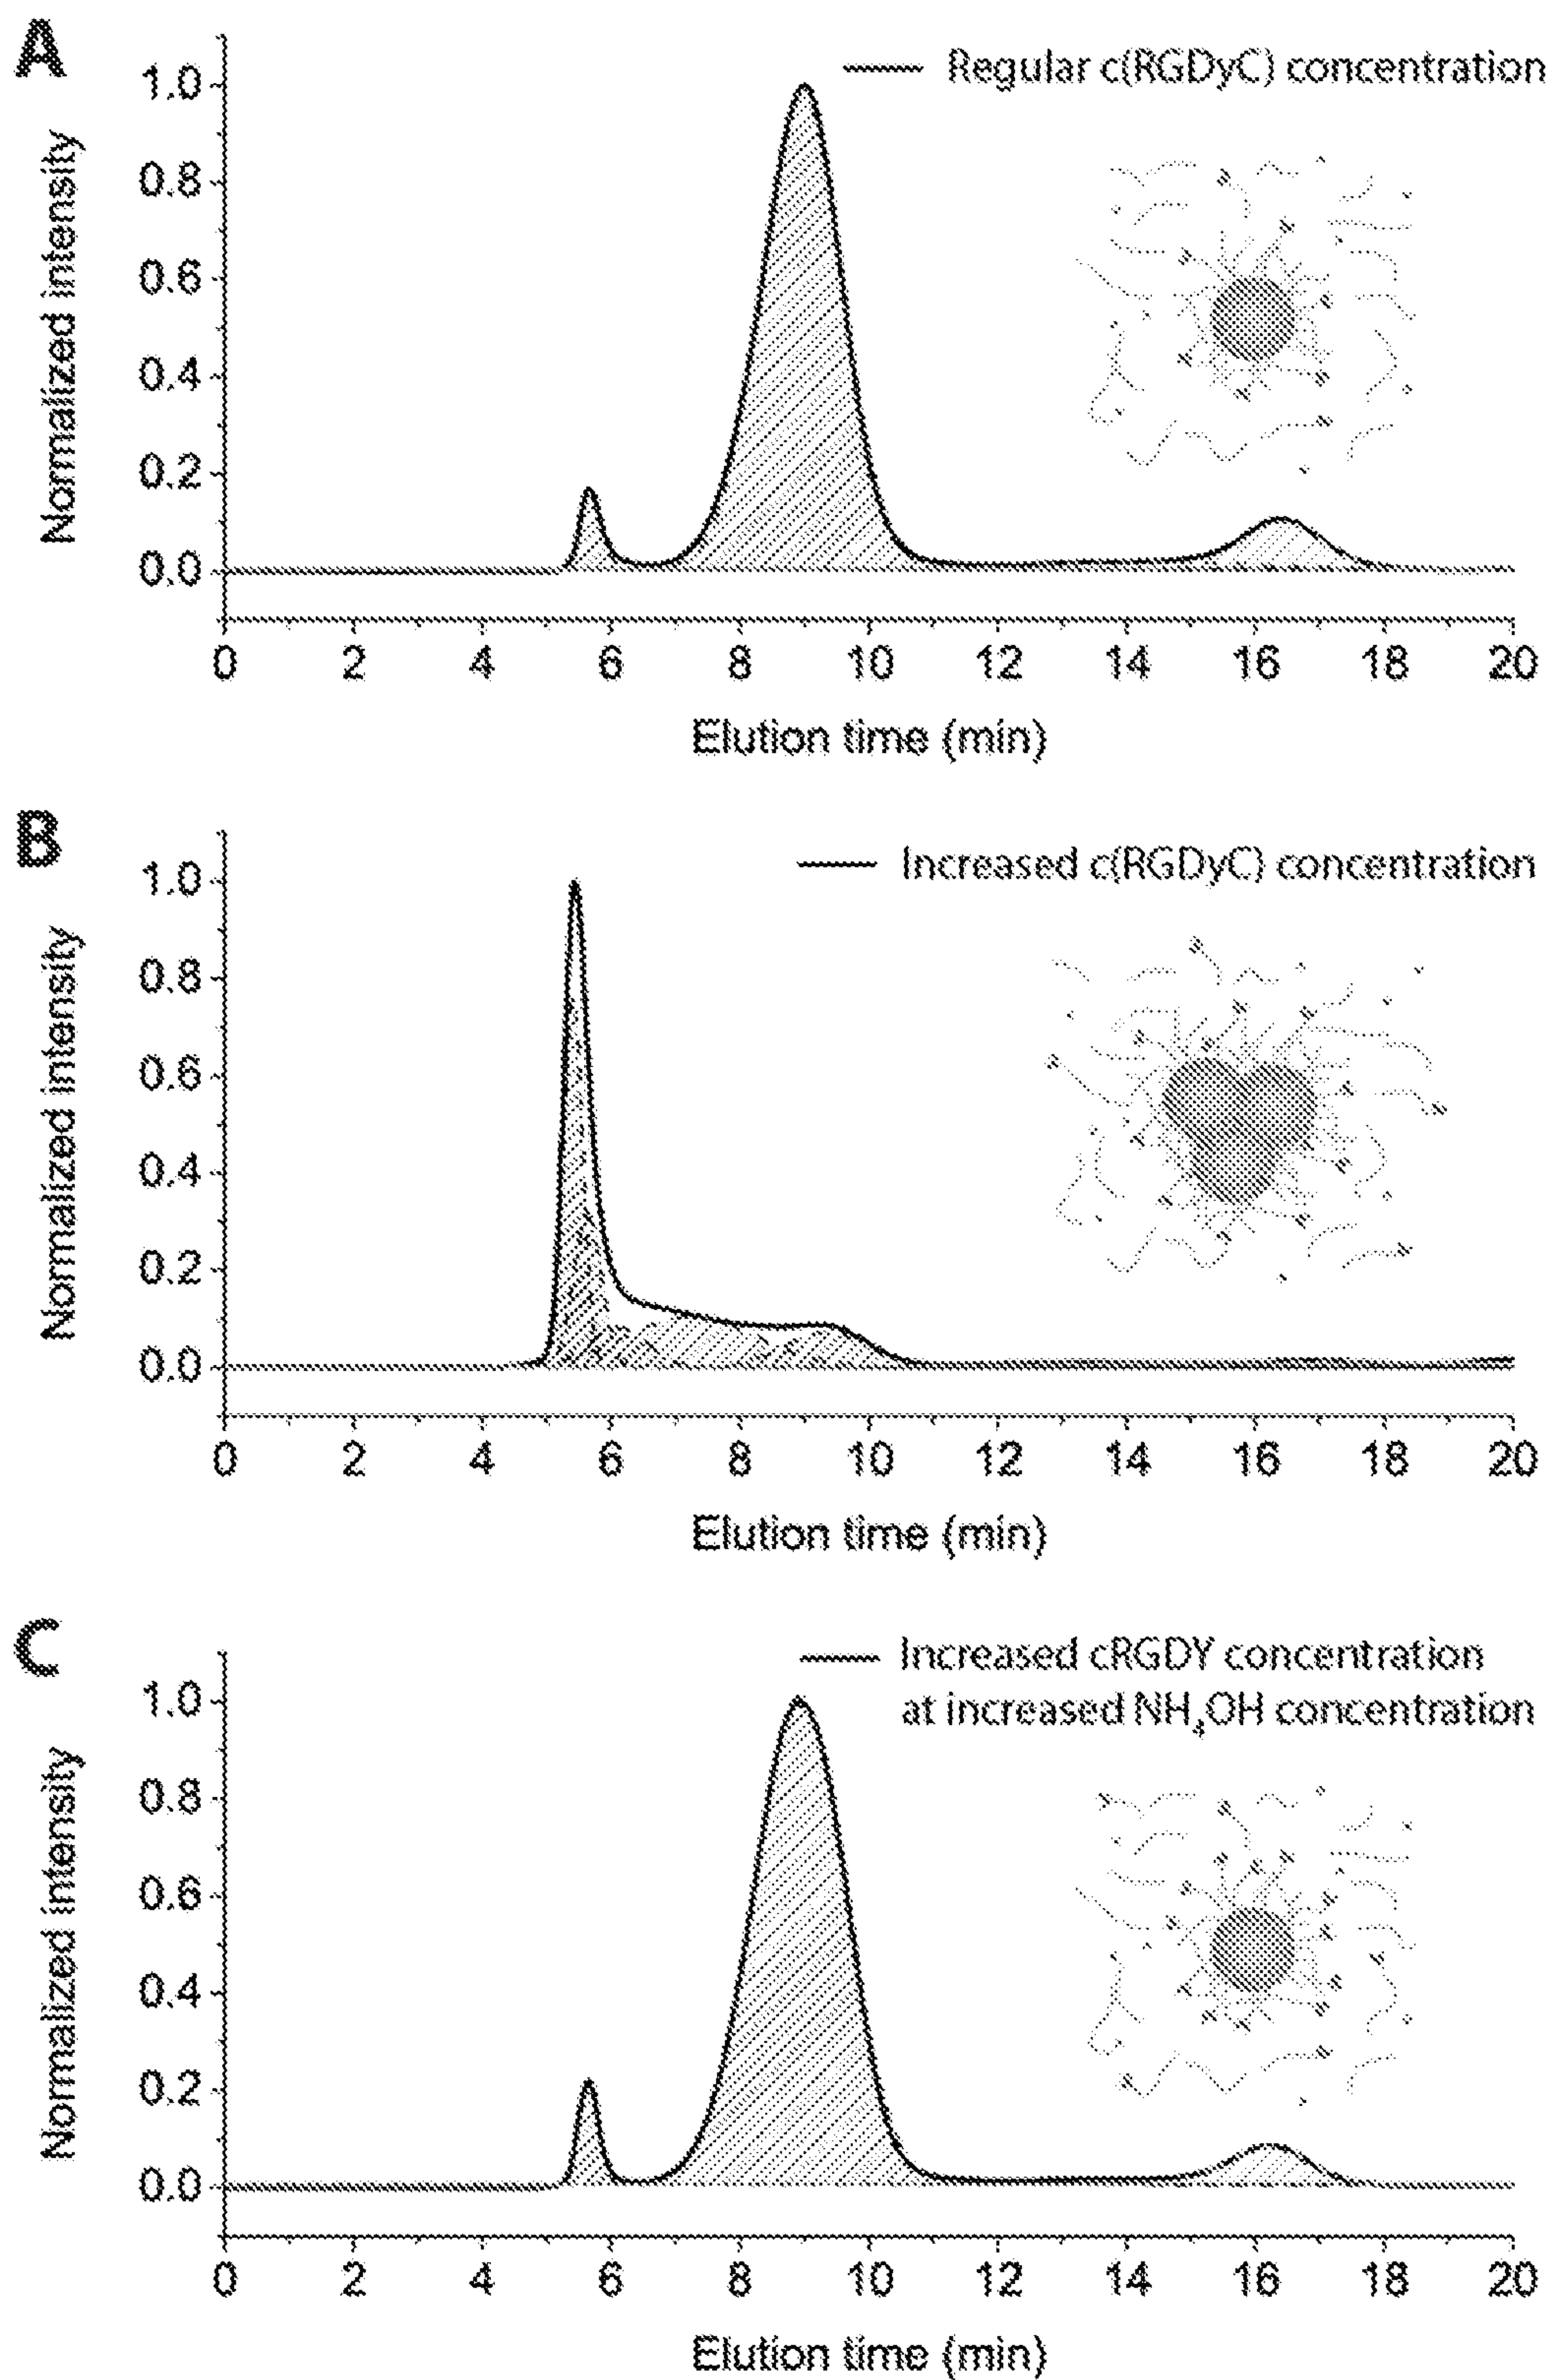 A
Regular c(RGDyC) concentration
Normalized intensity
1.0
0.8
0.6
0.4
0.2
0.0
0 2 4 6 8 10 12 14 16 18 20
Elution time (min)
B
Increased c(RGDyC) concentration
Normalized intensity
1.0
0.8
0.6
0.4
0.2
0.0
0 2 4 6 8 10 12 14 16 18 20
Elution time (min)
C
Increased cRGDY concentration
at increased NH₄OH concentration
Normalized intensity
1.0
0.8
0.6
0.4
0.2
0.0
0 2 4 6 8 10 12 14 16 18 20
Elution time (min)